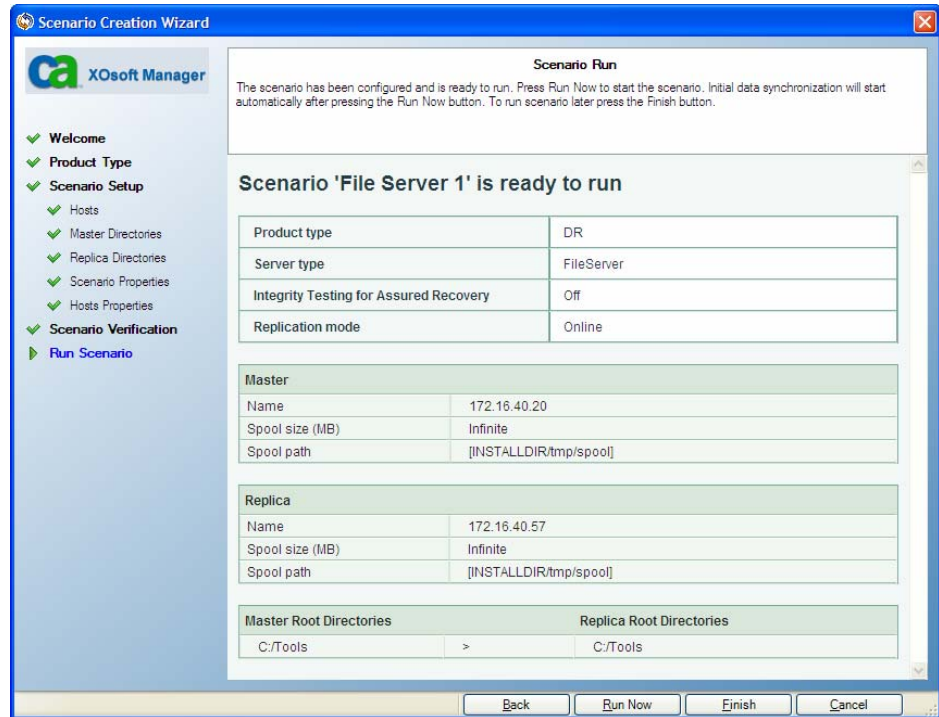 Scenario Creation Wizard
ca XOsoft Manager
Welcome
Product Type
Scenario Setup
Hosts
Master Directories
Replica Directories
Scenario Properties
Hosts Properties
Scenario Verification
Run Scenario
Scenario Run
The scenario has been configured and is ready to run. Press Run Now to start the scenario. Initial data synchronization will start
automatically after pressing the Run Now button. To run scenario later press the Finish button.
Scenario 'File Server 1' is ready to run
Product type DR
Server type FileServer
Integrity Testing for Assured Recovery Off
Replication mode Online
Master
Name 172.16.40.20
Spool size (MB) Infinite
Spool path [INSTALLDIR/tmp/spool]
Replica
Name 172.16.40.57
Spool size (MB) Infinite
Spool path [INSTALLDIR/tmp/spool]
Master Root Directories Replica Root Directories
C:/Tools > C:/Tools
Back Run Now Finish Cancel